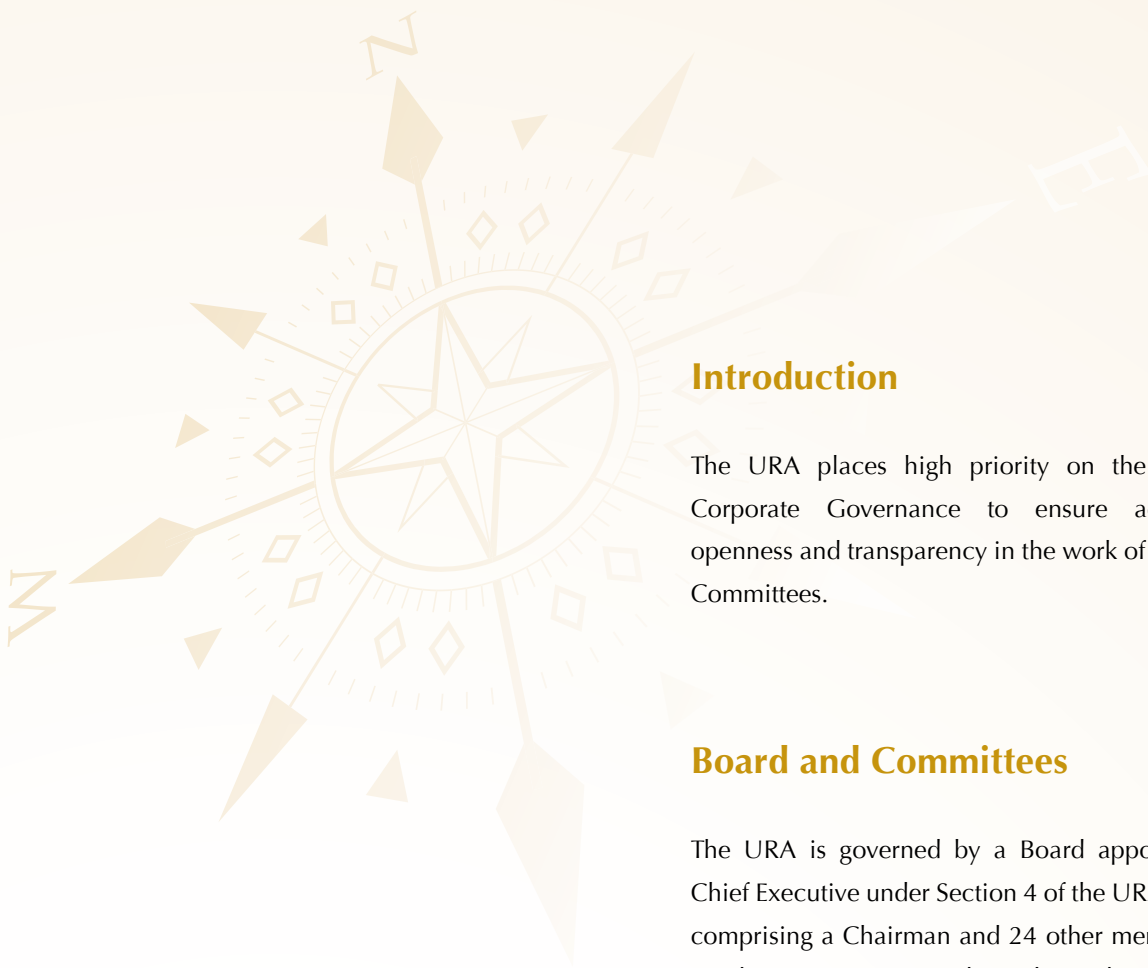 N
E
W
Introduction
The URA places high priority on the
Corporate Governance to ensure a
openness and transparency in the work of
Committees.
Board and Committees
The URA is governed by a Board appo
Chief Executive under Section 4 of the UR
comprising a Chairman and 24 other me